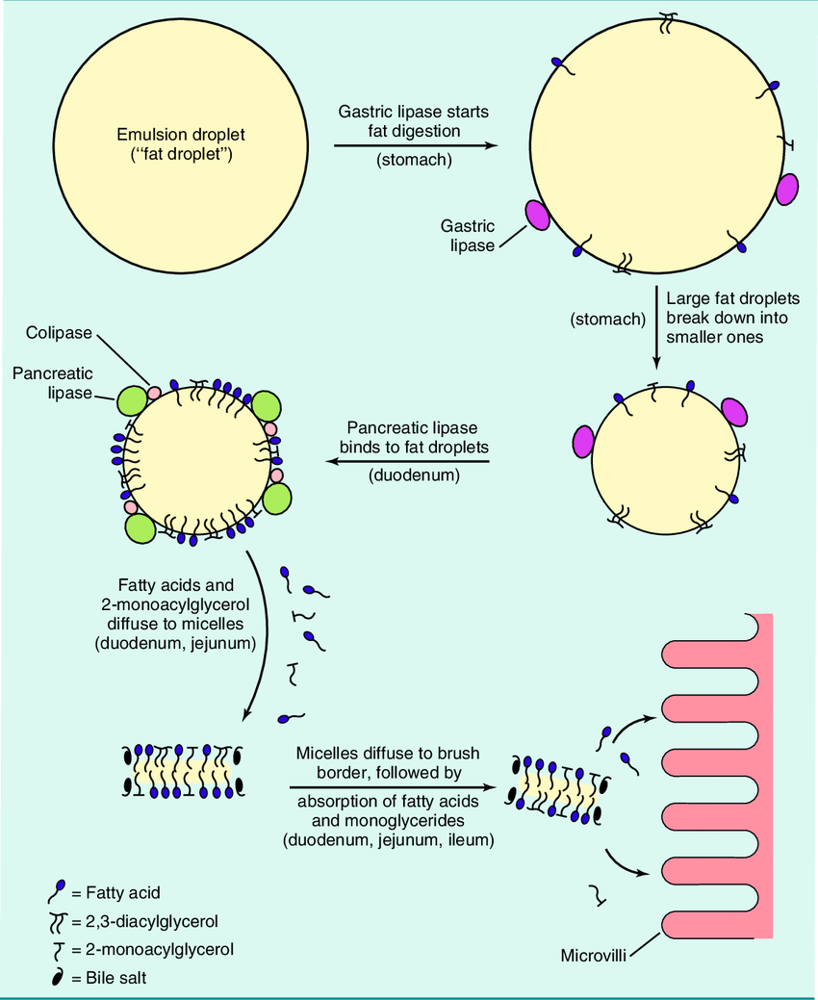 Emulsion droplet
(“fat droplet”)
Gastric lipase starts
fat digestion
(stomach)
Gastric
lipase
(stomach)
Large fat droplets
break down into
smaller ones
Colipase
Pancreatic
lipase
Pancreatic lipase
binds to fat droplets
(duodenum)
Fatty acids and
2-monoacylglycerol
diffuse to micelles
(duodenum, jejunum)
Micelles diffuse to brush
border, followed by
absorption of fatty acids
and monoglycerides
(duodenum, jejunum, ileum)
= Fatty acid
= 2,3-diacylglycerol
= 2-monoacylglycerol
= Bile salt
Microvilli